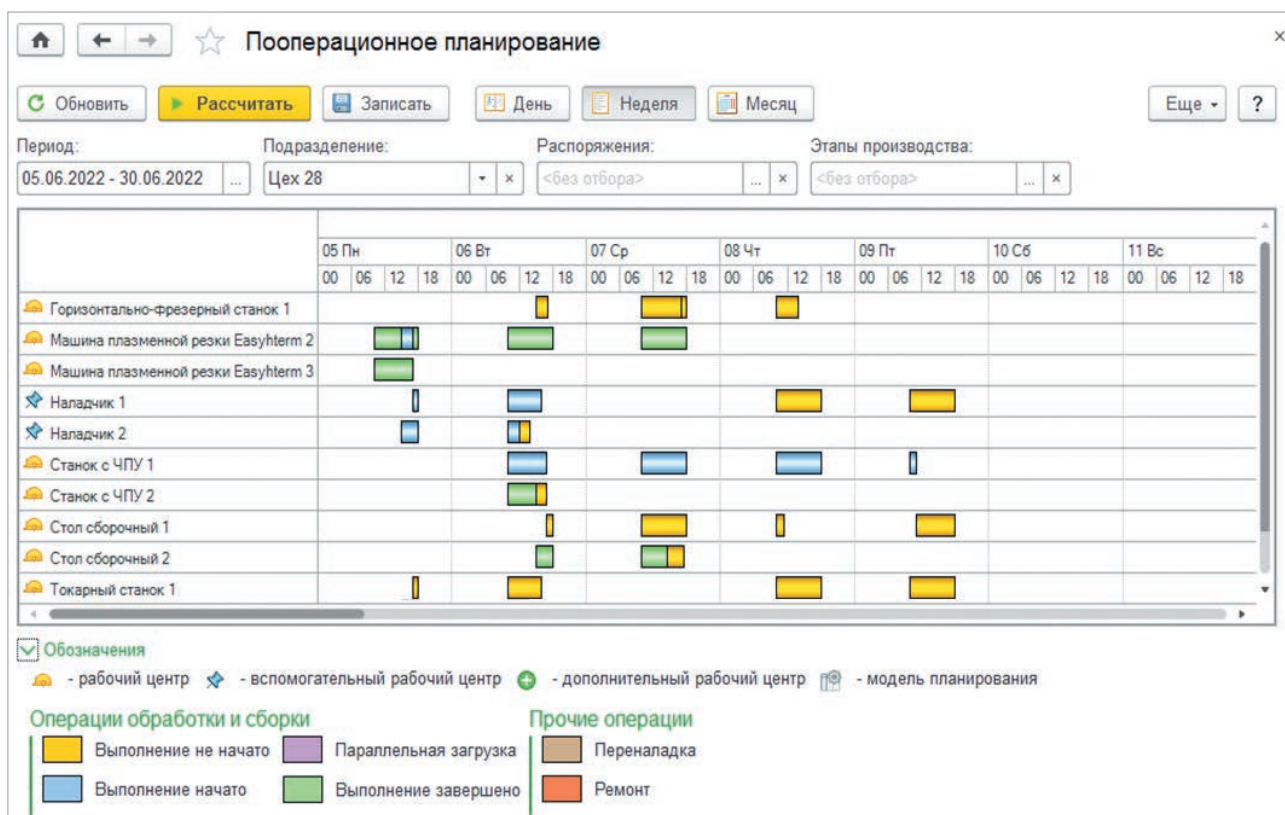 Пооперационное планирование
×
Обновить Рассчитать Записать День Неделя Месяц Еще ?
Период: Подразделение: Распоряжения: Этапы производства:
05.06.2022 - 30.06.2022 ... Цех 28 × <без отбора> ... × <без отбора> ... ×
05 Пн 06 Вт 07 Ср 08 Чт 09 Пт 10 Сб 11 Вс
00 06 12 18 00 06 12 18 00 06 12 18 00 06 12 18 00 06 12 18 00 06 12 18 00 06 12 18
Горизонтально-фрезерный станок 1
Машина плазменной резки Easyhterm 2
Машина плазменной резки Easyhterm 3
Наладчик 1
Наладчик 2
Станок с ЧПУ 1
Станок с ЧПУ 2
Стол сборочный 1
Стол сборочный 2
Токарный станок 1
Обозначения
- рабочий центр - вспомогательный рабочий центр - дополнительный рабочий центр - модель планирования
Операции обработки и сборки Прочие операции
Выполнение не начато Параллельная загрузка Переналадка
Выполнение начато Выполнение завершено Ремонт